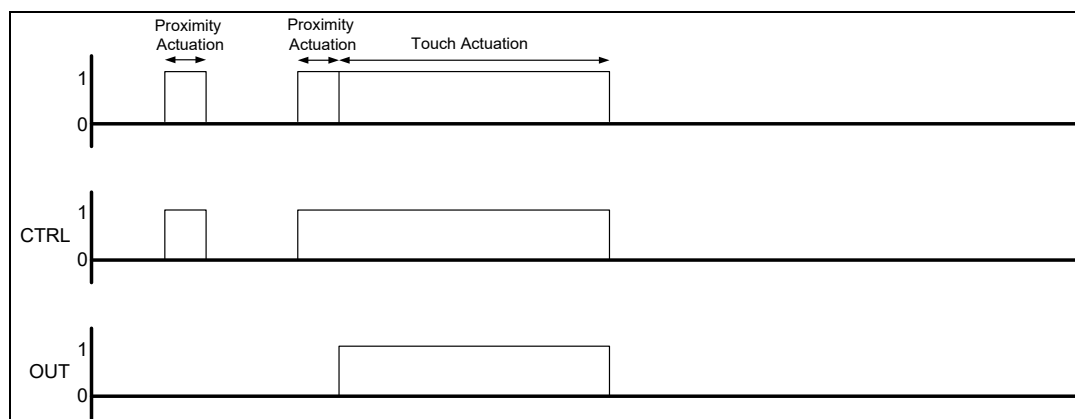 Proximity
Actuation
Proximity
Actuation
Touch Actuation
1
0
CTRL
1
0
OUT
1
0